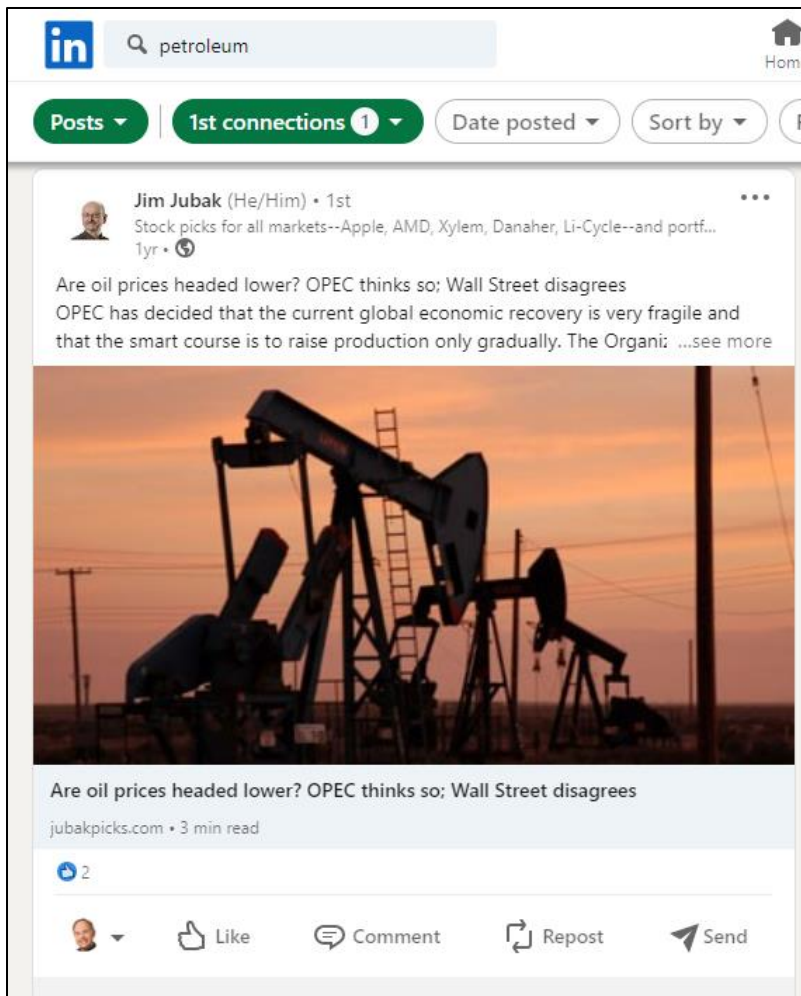 in
petroleum
Hom
Posts
1st connections 1
Date posted
Sort by
Jim Jubak (He/Him) • 1st
Stock picks for all markets--Apple, AMD, Xylem, Danaher, Li-Cycle--and portf...
1yr •
Are oil prices headed lower? OPEC thinks so; Wall Street disagrees
OPEC has decided that the current global economic recovery is very fragile and
that the smart course is to raise production only gradually. The Organiz ...see more
Are oil prices headed lower? OPEC thinks so; Wall Street disagrees
jubakpicks.com • 3 min read
2
Like
Comment
Repost
Send